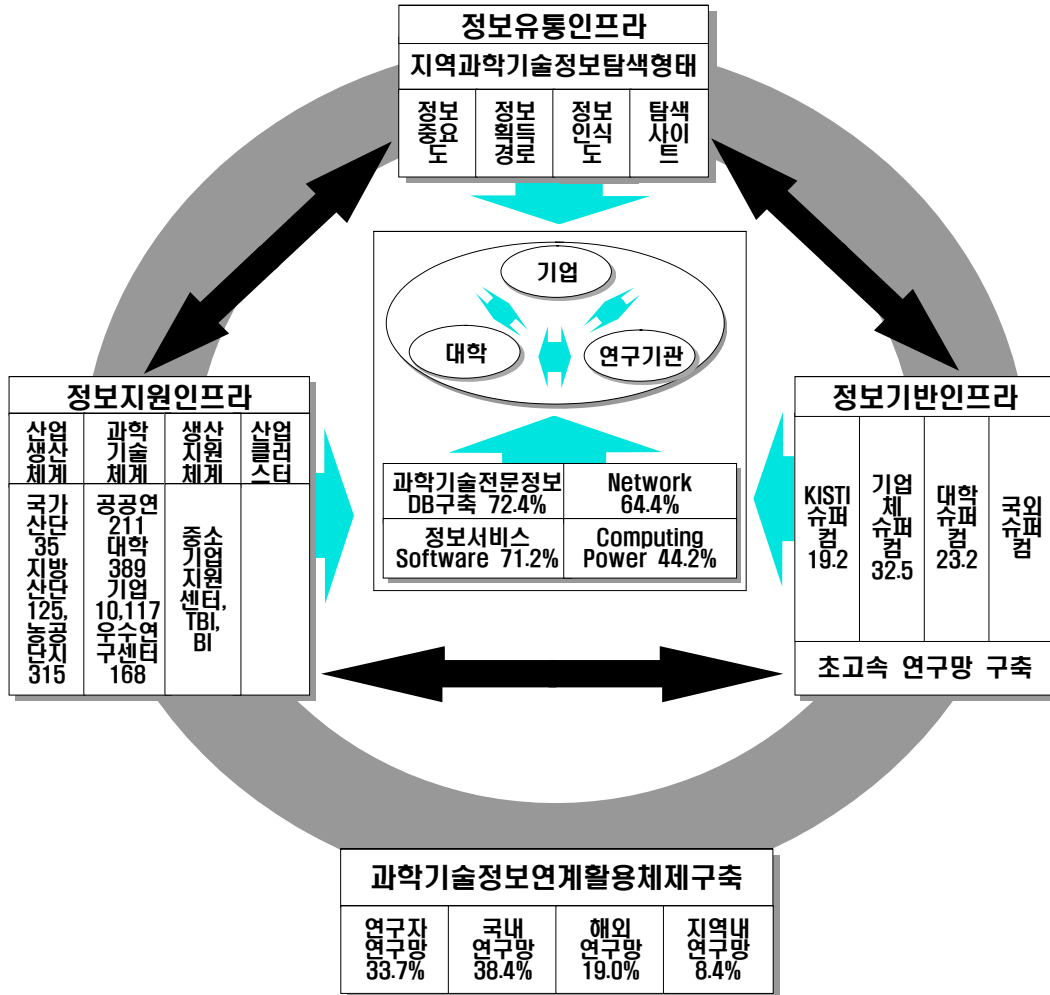 정보유통인프라
지역과학기술정보탐색형태
정보
중요
도
정보
획득
경로
정보
인식
도
탐색
사이
트
기업
대학
연구기관
정보지원인프라
산업
생산
체계
과학
기술
체계
생산
지원
체계
산업
클러
스터
국가
산단
35
지방
산단
125,
농공
단지
315
공공연
211
대학
389
기업
10,117
우수연
구센터
168
중소
기업
지원
센터,
TBI,
BI
과학기술전문정보
DB구축 72.4%
Network
64.4%
정보서비스
Software 71.2%
Computing
Power 44.2%
정보기반인프라
KISTI
슈퍼
컴
19.2
기업
체
슈퍼
컴
32.5
대학
슈퍼
컴
23.2
국외
슈퍼
컴
초고속 연구망 구축
과학기술정보연계활용체제구축
연구자
연구망
33.7%
국내
연구망
38.4%
해외
연구망
19.0%
지역내
연구망
8.4%